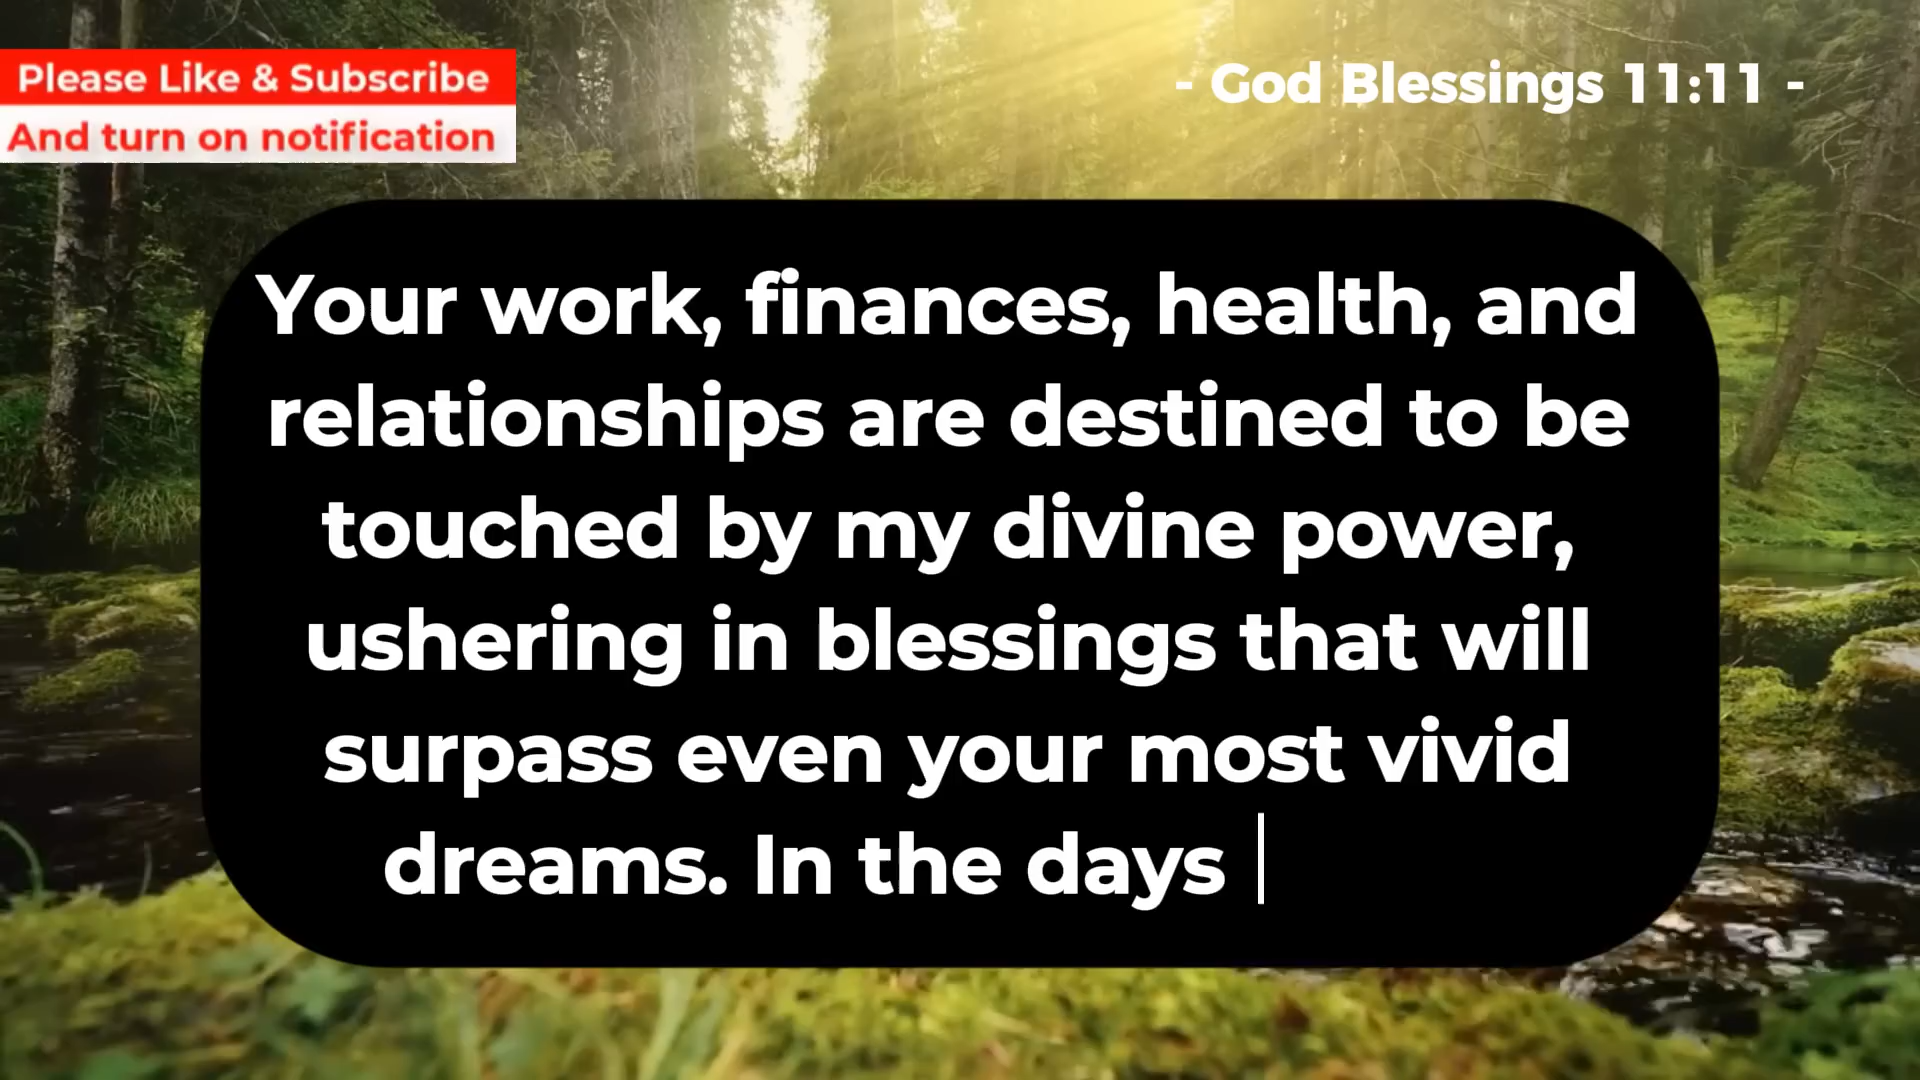 Please Like & Subscribe
And turn on notification
- God Blessings 11:11 -
Your work, finances, health, and
relationships are destined to be
touched by my divine power,
ushering in blessings that will
surpass even your most vivid
dreams. In the days